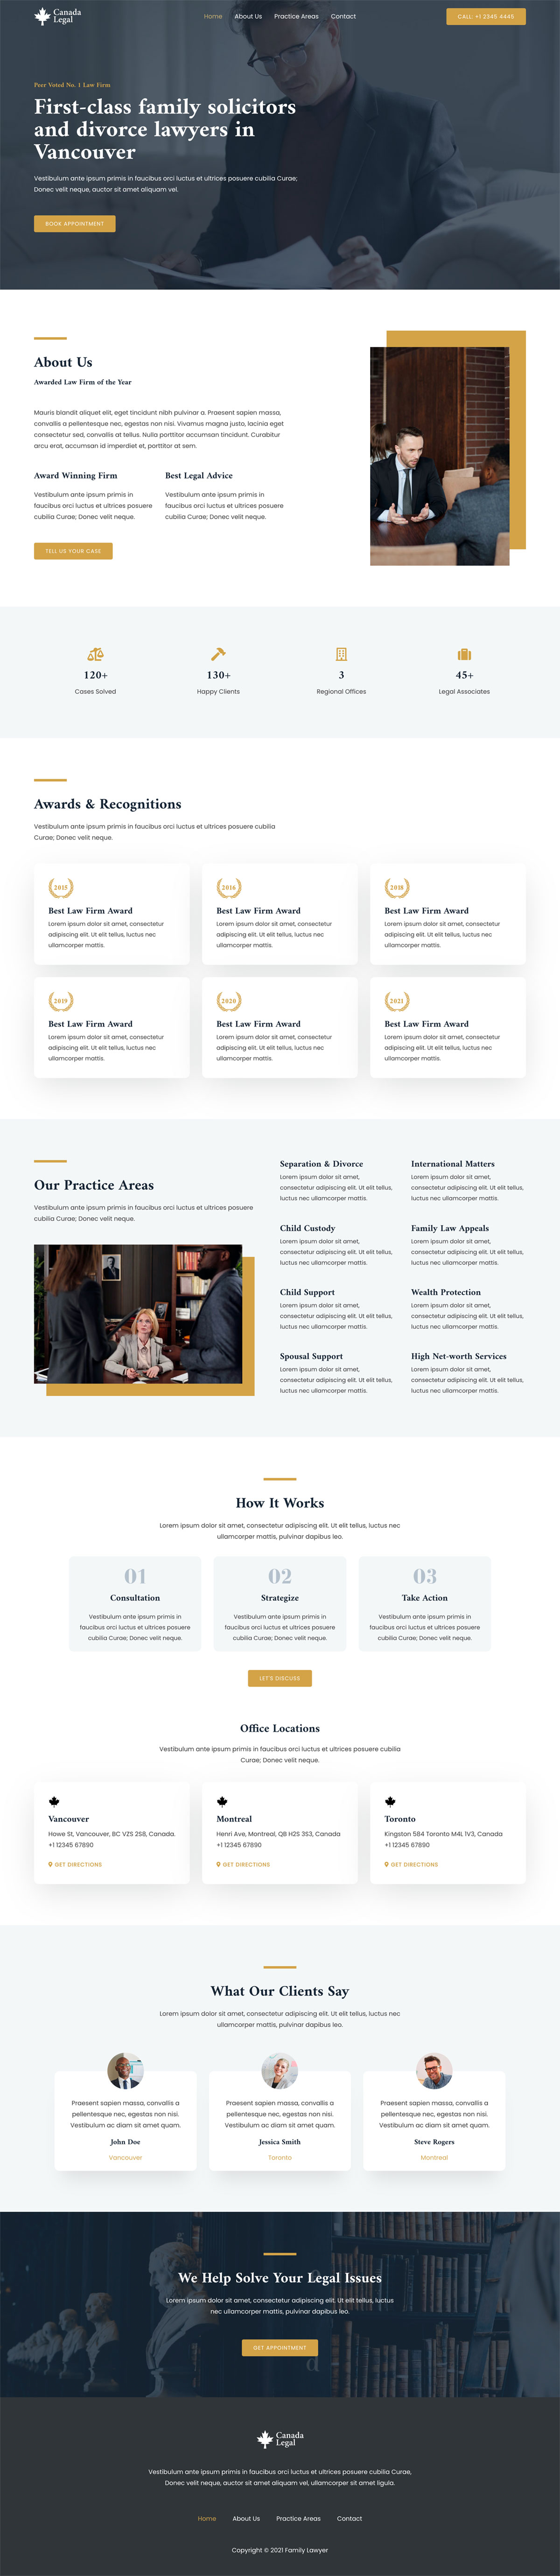 Canada
Legal
Home About Us Practice Areas Contact
CALL: +1 2345 4445
Peer Voted No. 1 Law Firm
First-class family solicitors
and divorce lawyers in
Vancouver
Vestibulum ante ipsum primis in faucibus orci luctus et ultrices posuere cubilia Curae;
Donec velit neque, auctor sit amet aliquam vel.
BOOK APPOINTMENT
About Us
Awarded Law Firm of the Year
Mauris blandit aliquet elit, eget tincidunt nibh pulvinar a. Praesent sapien massa,
convallis a pellentesque nec, egestas non nisi. Vivamus magna justo, lacinia eget
consectetur sed, convallis at tellus. Nulla porttitor accumsan tincidunt. Curabitur
arcu erat, accumsan id imperdiet et, porttitor at sem.
Award Winning Firm
Vestibulum ante ipsum primis in
faucibus orci luctus et ultrices posuere
cubilia Curae; Donec velit neque.
Best Legal Advice
Vestibulum ante ipsum primis in
faucibus orci luctus et ultrices posuere
cubilia Curae; Donec velit neque.
TELL US YOUR CASE
120+
Cases Solved
130+
Happy Clients
3
Regional Offices
45+
Legal Associates
Awards & Recognitions
Vestibulum ante ipsum primis in faucibus orci luctus et ultrices posuere cubilia
Curae; Donec velit neque.
2015
Best Law Firm Award
Lorem ipsum dolor sit amet, consectetur
adipiscing elit. Ut elit tellus, luctus nec
ullamcorper mattis.
2016
Best Law Firm Award
Lorem ipsum dolor sit amet, consectetur
adipiscing elit. Ut elit tellus, luctus nec
ullamcorper mattis.
2018
Best Law Firm Award
Lorem ipsum dolor sit amet, consectetur
adipiscing elit. Ut elit tellus, luctus nec
ullamcorper mattis.
2019
Best Law Firm Award
Lorem ipsum dolor sit amet, consectetur
adipiscing elit. Ut elit tellus, luctus nec
ullamcorper mattis.
2020
Best Law Firm Award
Lorem ipsum dolor sit amet, consectetur
adipiscing elit. Ut elit tellus, luctus nec
ullamcorper mattis.
2021
Best Law Firm Award
Lorem ipsum dolor sit amet, consectetur
adipiscing elit. Ut elit tellus, luctus nec
ullamcorper mattis.
Our Practice Areas
Vestibulum ante ipsum primis in faucibus orci luctus et ultrices posuere
cubilia Curae; Donec velit neque.
Separation & Divorce
Lorem ipsum dolor sit amet,
consectetur adipiscing elit. Ut elit tellus,
luctus nec ullamcorper mattis.
International Matters
Lorem ipsum dolor sit amet,
consectetur adipiscing elit. Ut elit tellus,
luctus nec ullamcorper mattis.
Child Custody
Lorem ipsum dolor sit amet,
consectetur adipiscing elit. Ut elit tellus,
luctus nec ullamcorper mattis.
Family Law Appeals
Lorem ipsum dolor sit amet,
consectetur adipiscing elit. Ut elit tellus,
luctus nec ullamcorper mattis.
Child Support
Lorem ipsum dolor sit amet,
consectetur adipiscing elit. Ut elit tellus,
luctus nec ullamcorper mattis.
Wealth Protection
Lorem ipsum dolor sit amet,
consectetur adipiscing elit. Ut elit tellus,
luctus nec ullamcorper mattis.
Spousal Support
Lorem ipsum dolor sit amet,
consectetur adipiscing elit. Ut elit tellus,
luctus nec ullamcorper mattis.
High Net-worth Services
Lorem ipsum dolor sit amet,
consectetur adipiscing elit. Ut elit tellus,
luctus nec ullamcorper mattis.
How It Works
Lorem ipsum dolor sit amet, consectetur adipiscing elit. Ut elit tellus, luctus nec
ullamcorper mattis, pulvinar dapibus leo.
01
Consultation
Vestibulum ante ipsum primis in
faucibus orci luctus et ultrices posuere
cubilia Curae; Donec velit neque.
02
Strategize
Vestibulum ante ipsum primis in
faucibus orci luctus et ultrices posuere
cubilia Curae; Donec velit neque.
03
Take Action
Vestibulum ante ipsum primis in
faucibus orci luctus et ultrices posuere
cubilia Curae; Donec velit neque.
LET'S DISCUSS
Office Locations
Vestibulum ante ipsum primis in faucibus orci luctus et ultrices posuere cubilia
Curae; Donec velit neque.
Vancouver
Howe St, Vancouver, BC VZS 2S8, Canada.
+1 12345 67890
GET DIRECTIONS
Montreal
Henri Ave, Montreal, QB H2S 3S3, Canada
+1 12345 67890
GET DIRECTIONS
Toronto
Kingston 584 Toronto M4L 1V3, Canada
+1 12345 67890
GET DIRECTIONS
What Our Clients Say
Lorem ipsum dolor sit amet, consectetur adipiscing elit. Ut elit tellus, luctus nec
ullamcorper mattis, pulvinar dapibus leo.
Praesent sapien massa, convallis a
pellentesque nec, egestas non nisi.
Vestibulum ac diam sit amet quam.
John Doe
Vancouver
Praesent sapien massa, convallis a
pellentesque nec, egestas non nisi.
Vestibulum ac diam sit amet quam.
Jessica Smith
Toronto
Praesent sapien massa, convallis a
pellentesque nec, egestas non nisi.
Vestibulum ac diam sit amet quam.
Steve Rogers
Montreal
We Help Solve Your Legal Issues
Lorem ipsum dolor sit amet, consectetur adipiscing elit. Ut elit tellus, luctus
nec ullamcorper mattis, pulvinar dapibus leo.
GET APPOINTMENT
Canada
Legal
Vestibulum ante ipsum primis in faucibus orci luctus et ultrices posuere cubilia Curae,
Donec velit neque, auctor sit amet aliquam vel, ullamcorper sit amet ligula.
Home About Us Practice Areas Contact
Copyright © 2021 Family Lawyer